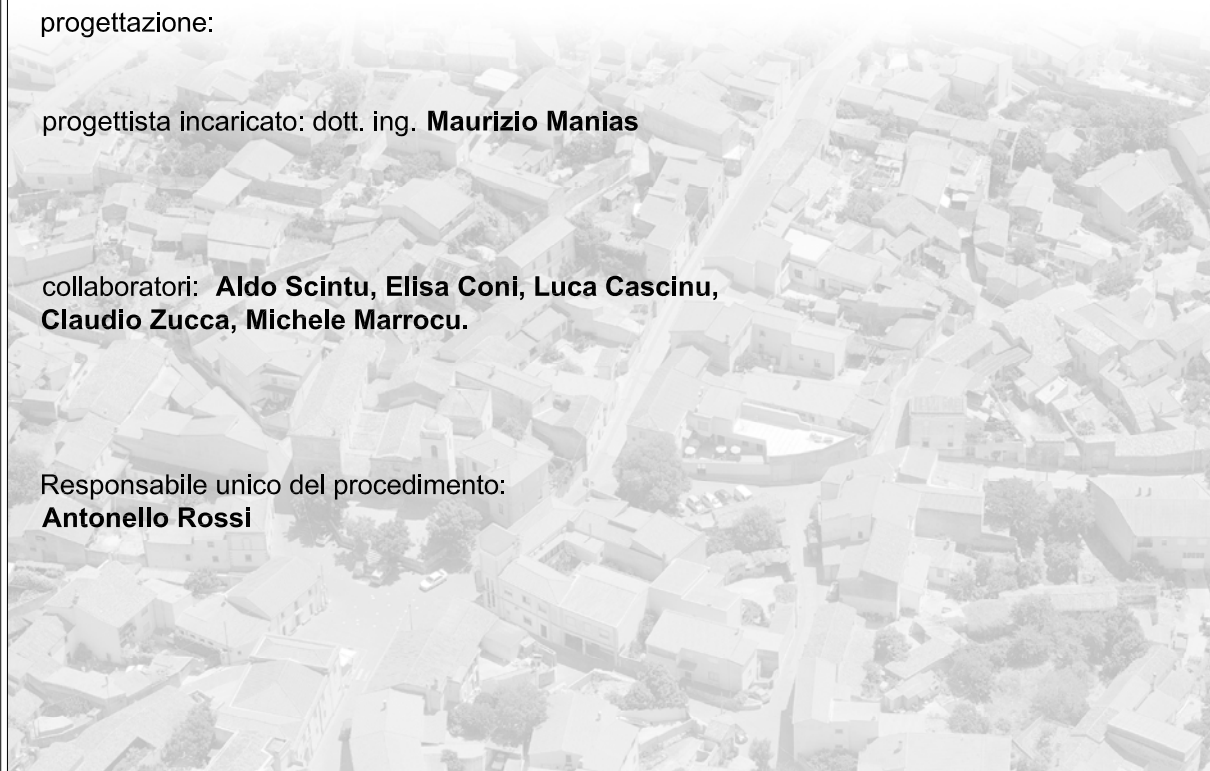 progettazione:
progettista incaricato: dott. ing. Maurizio Manias
collaboratori: Aldo Scintu, Elisa Coni, Luca Cascinu,
Claudio Zucca, Michele Marrocu.
Responsabile unico del procedimento:
Antonello Rossi